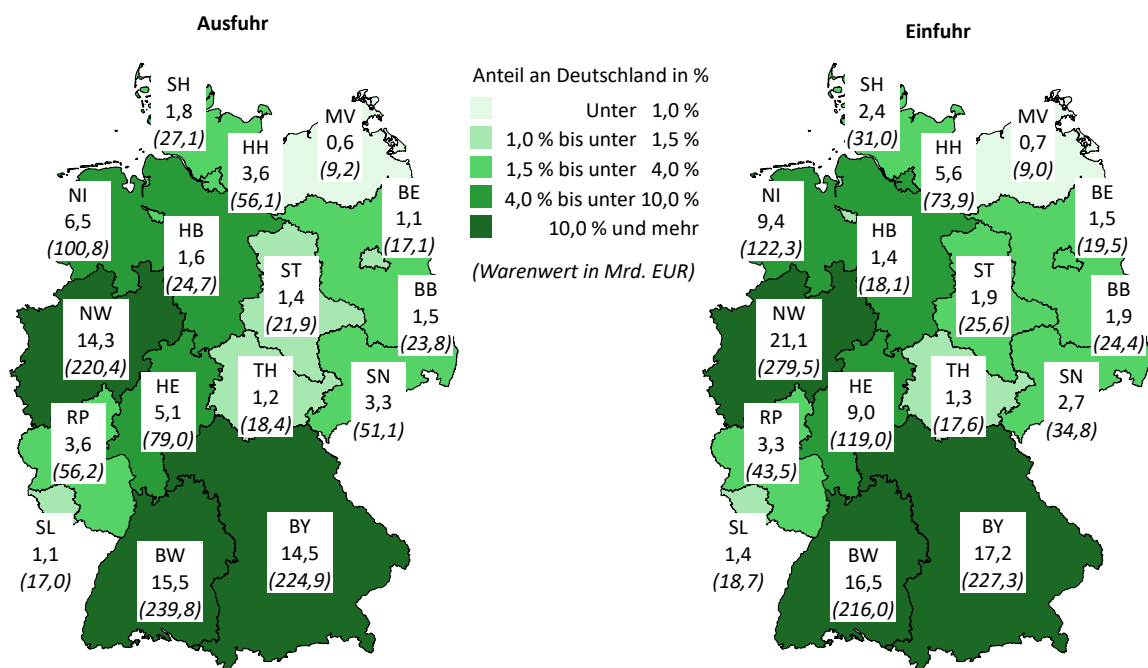 Ausfuhr
SH
1,8
(27,1)
MV
0,6
(9,2)
HH
3,6
(56,1)
NI
6,5
(100,8)
HB
1,6
(24,7)
BE
1,1
(17,1)
ST
1,4
(21,9)
BB
1,5
(23,8)
NW
14,3
(220,4)
HE
5,1
(79,0)
TH
1,2
(18,4)
SN
3,3
(51,1)
RP
3,6
(56,2)
SL
1,1
(17,0)
BW
15,5
(239,8)
BY
14,5
(224,9)
Anteil an Deutschland in %
Unter 1,0 %
1,0 % bis unter 1,5 %
1,5 % bis unter 4,0 %
4,0 % bis unter 10,0 %
10,0 % und mehr
(Warenwert in Mrd. EUR)
Einfuhr
SH
2,4
(31,0)
MV
0,7
(9,0)
HH
5,6
(73,9)
NI
9,4
(122,3)
HB
1,4
(18,1)
BE
1,5
(19,5)
ST
1,9
(25,6)
BB
1,9
(24,4)
NW
21,1
(279,5)
HE
9,0
(119,0)
TH
1,3
(17,6)
SN
2,7
(34,8)
RP
3,3
(43,5)
SL
1,4
(18,7)
BW
16,5
(216,0)
BY
17,2
(227,3)